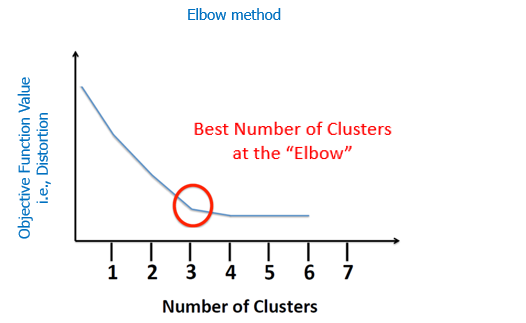 Elbow method
Objective Function Value
i.e., Distortion
Best Number of Clusters
at the “Elbow”
1 2 3 4 5 6 7
Number of Clusters